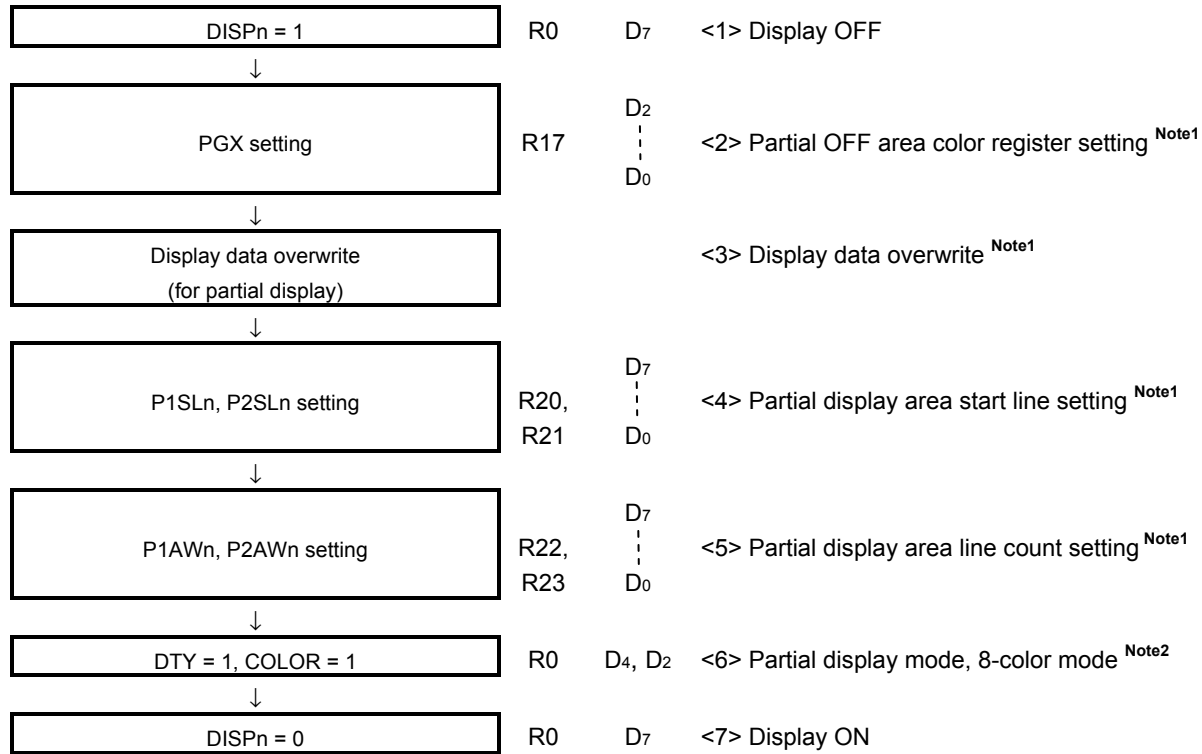 DISPn = 1 R0 D7 <1> Display OFF
↓
D2
PGX setting R17 <2> Partial OFF area color register setting Note1
D0
↓
Display data overwrite <3> Display data overwrite Note1
(for partial display)
↓
D7
P1SLn, P2SLn setting R20, <4> Partial display area start line setting Note1
R21 D0
↓
D7
P1AWn, P2AWn setting R22, <5> Partial display area line count setting Note1
R23 D0
↓
DTY = 1, COLOR = 1 R0 D4, D2 <6> Partial display mode, 8-color mode Note2
↓
DISPn = 0 R0 D7 <7> Display ON